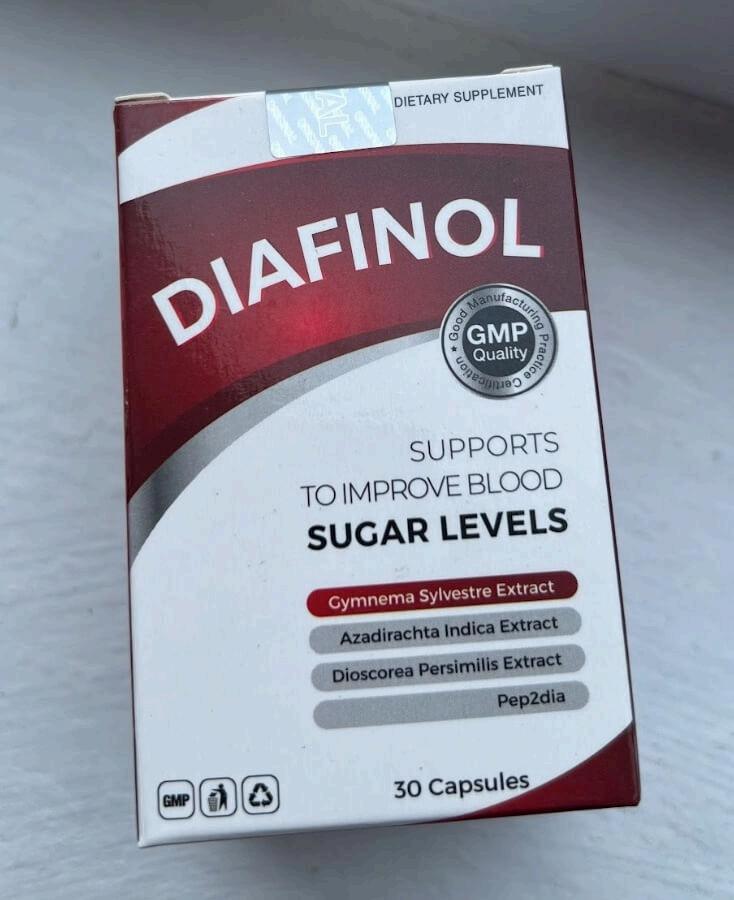 DIETARY SUPPLEMENT
DIAFINOL
Good Manufacturing Practice Certification
GMP
Quality
SUPPORTS
TO IMPROVE BLOOD
SUGAR LEVELS
Gymnema Sylvestre Extract
Azadirachta Indica Extract
Dioscorea Persimilis Extract
Pep2dia
30 Capsules
GMP